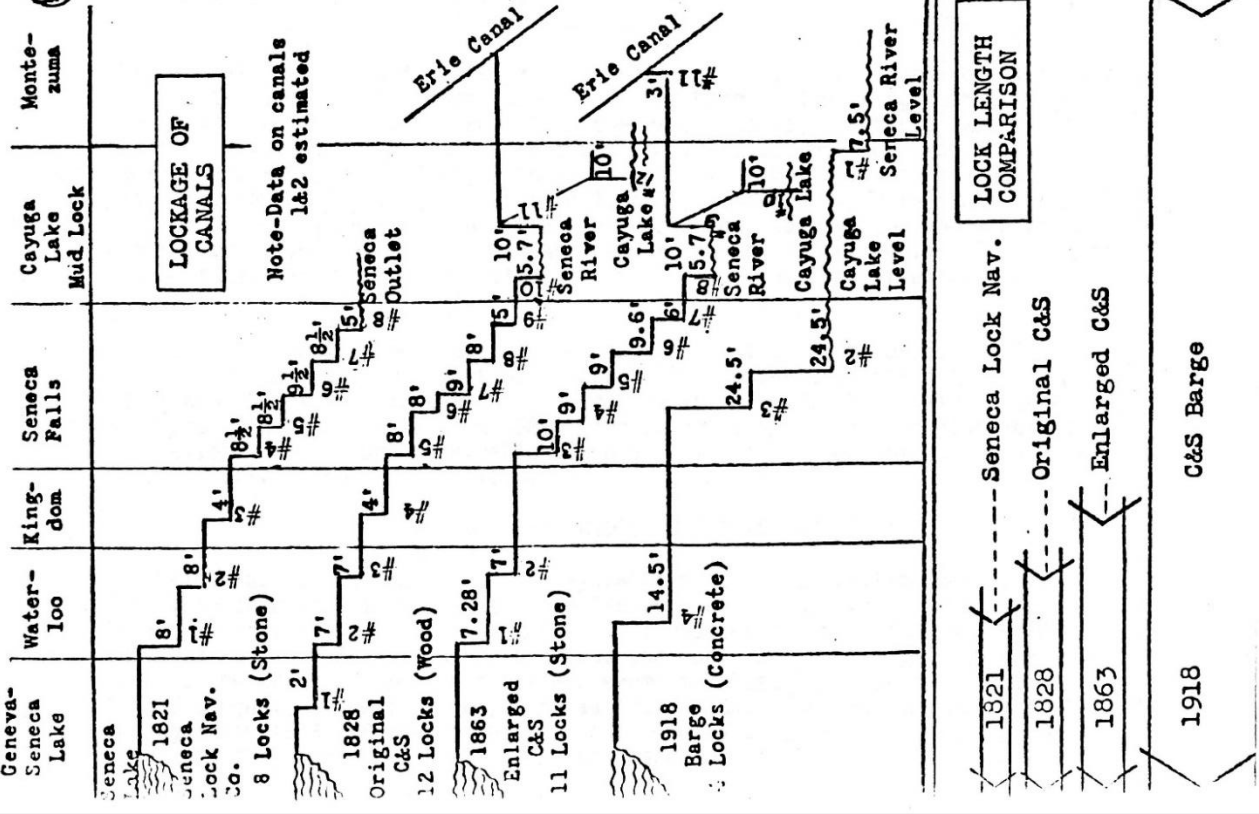 Geneva-
Seneca
Lake
Water-
loo
King-
dom
Seneca
Falls
Cayuga
Lake
Mud Lock
Monte-
zuma
LOCKAGE OF
CANALS
Note-Data on canals
1&2 estimated
1821
Lock Nav.
8 Locks (Stone)
8'
#1
8'
#2
4'
#3
8½'
#4
8½'
#5
9½'
#6
8½'
#7
5'
#8
Seneca
Outlet
1828
Original
C&S
12 Locks (Wood)
2'
#1
7'
#2
7'
#3
4'
#4
8'
#5
8'
#6
9'
#7
8'
#8
5'
#9
5.7'
10'
#11
10'
Seneca
River
Cayuga
Lake
Erie Canal
1863
Enlarged
C&S
11 Locks (Stone)
7.28'
#1
7'
#2
10'
#3
9'
#4
9'
#5
9.6'
#6
6'
#7
5.7'
#8
10'
10'
Seneca
River
Cayuga Lake
3'
#11
Erie Canal
1918
Barge
Locks (Concrete)
14.5'
#4
24.5'
#3
24.5'
#2
Cayuga
Lake
Level
7.5'
#1
Seneca River
Level
LOCK LENGTH
COMPARISON
1821
Seneca Lock Nav.
1828
Original C&S
1863
Enlarged C&S
1918
C&S Barge